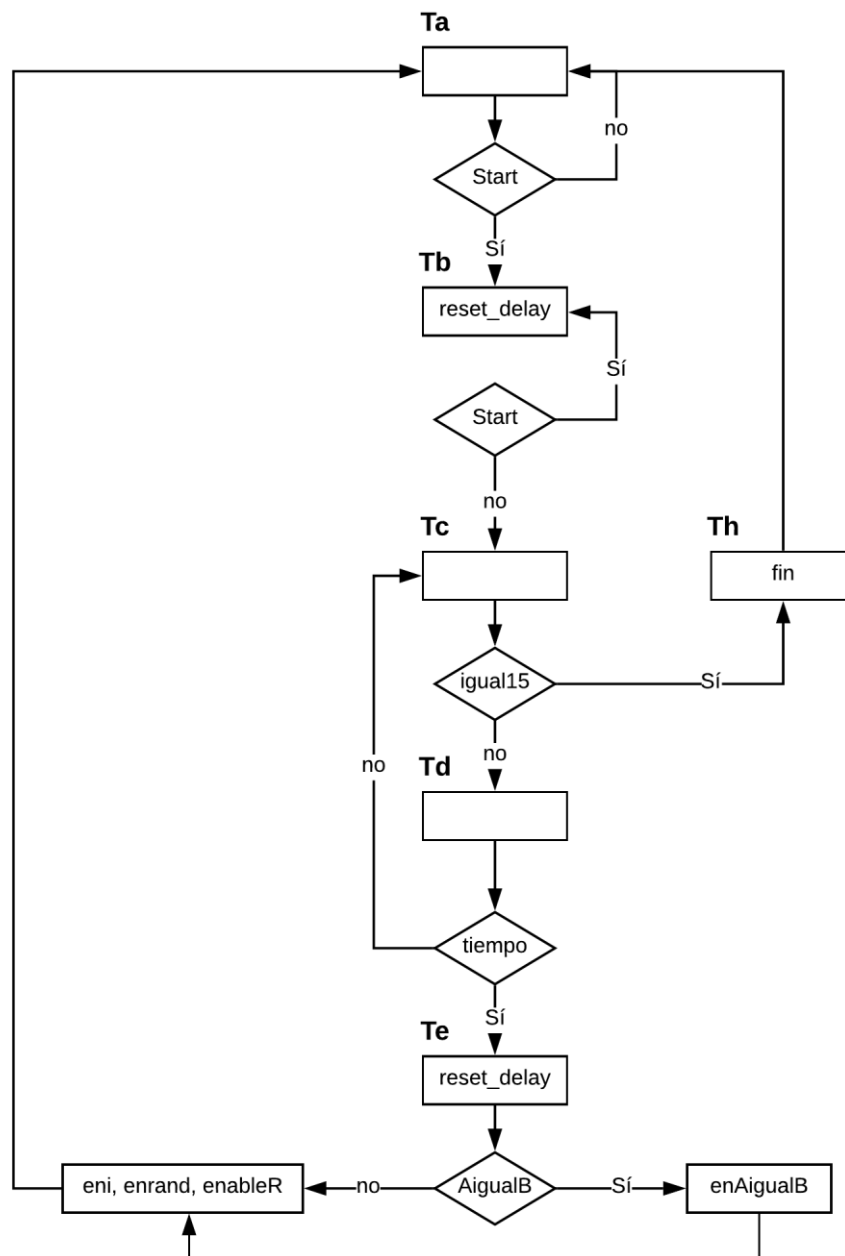 Ta
no
Start
Sí
Tb
reset_delay
Sí
Start
no
Tc
Th
fin
igual15
Sí
no
Td
no
tiempo
Sí
Te
reset_delay
eni, enrand, enableR
no
AigualB
Sí
enAigualB